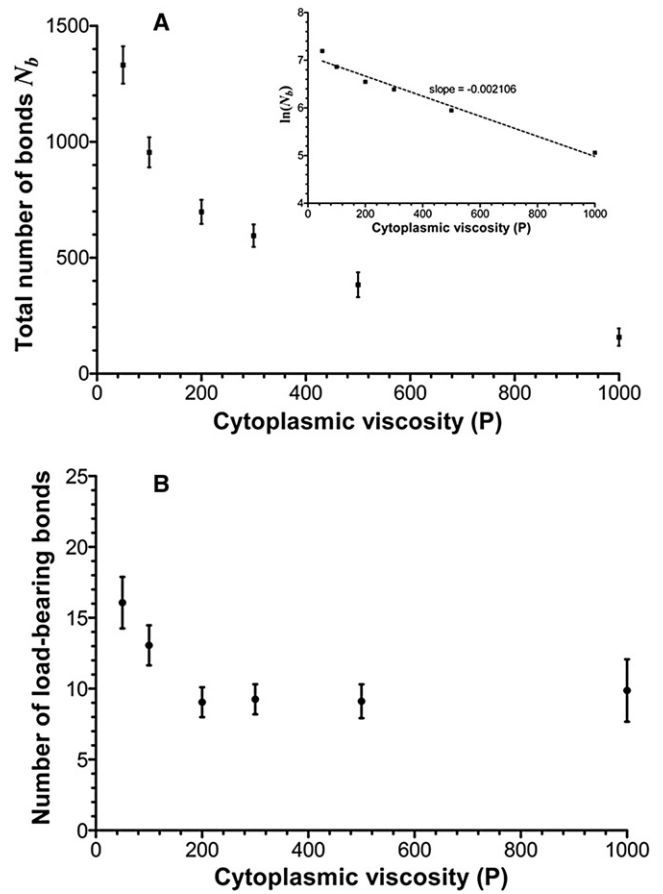 A
Total number of bonds N_b
1500
1000
500
0
0 200 400 600 800 1000
Cytoplasmic viscosity (P)
ln(N_b)
8
7
6
5
4
slope = -0.002106
0 200 400 600 800 1000
Cytoplasmic viscosity (P)
B
Number of load-bearing bonds
25
20
15
10
5
0
0 200 400 600 800 1000
Cytoplasmic viscosity (P)